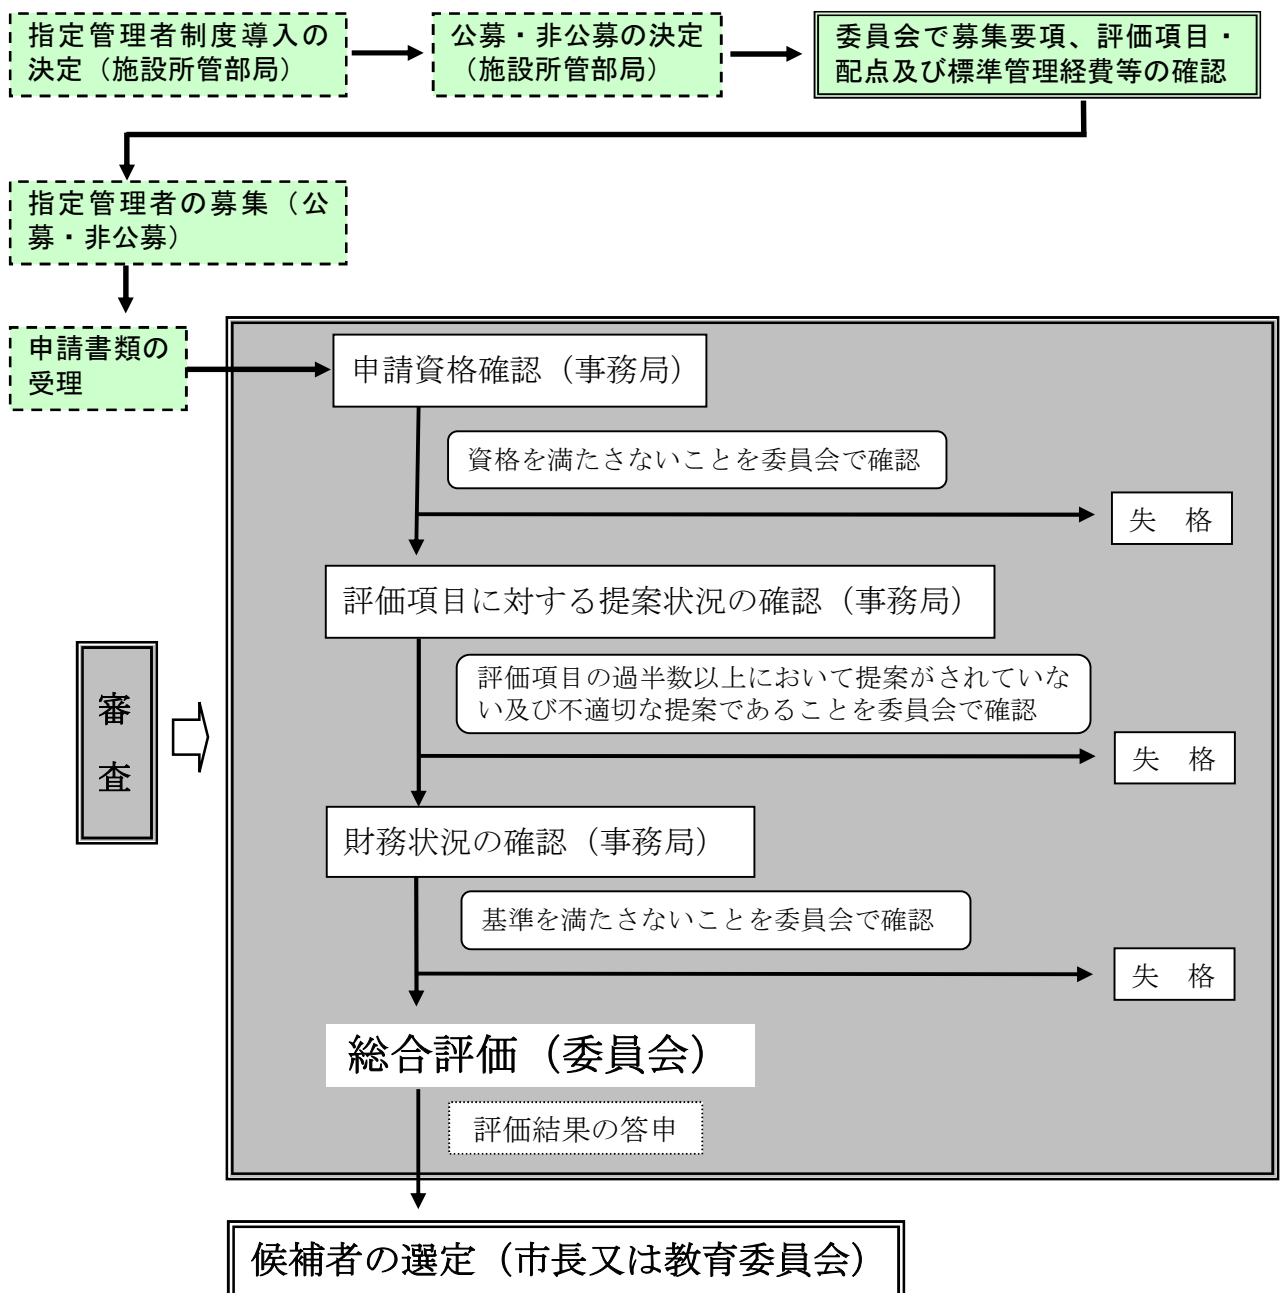 指定管理者制度導入の
決定（施設所管部局）
公募・非公募の決定
（施設所管部局）
委員会で募集要項、評価項目・
配点及び標準管理経費等の確認
指定管理者の募集（公
募・非公募）
申請書類の
受理
申請資格確認（事務局）
資格を満たさないことを委員会で確認
失　格
評価項目に対する提案状況の確認（事務局）
審
査
評価項目の過半数以上において提案がされていな
い及び不適切な提案であることを委員会で確認
失　格
財務状況の確認（事務局）
基準を満たさないことを委員会で確認
失　格
総合評価（委員会）
評価結果の答申
候補者の選定（市長又は教育委員会）